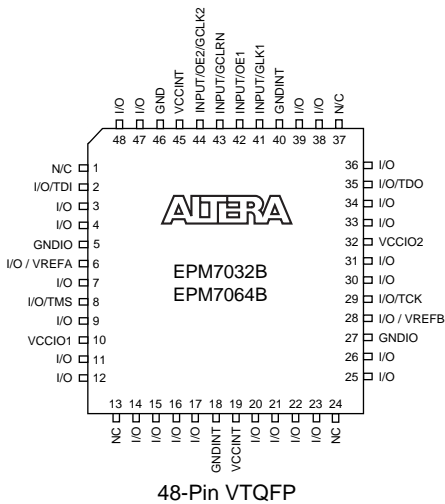 I/O
I/O
GND
VCCINT
INPUT/OE2/GCLK2
INPUT/GCLRN
INPUT/OE1
INPUT/GLK1
GNDINT
I/O
I/O
N/C
48 47 46 45 44 43 42 41 40 39 38 37
N/C 1
I/O/TDI 2
I/O 3
I/O 4
GNDIO 5
I/O / VREFA 6
I/O 7
I/O/TMS 8
I/O 9
VCCIO1 10
I/O 11
I/O 12
ALTERA
EPM7032B
EPM7064B
36 I/O
35 I/O/TDO
34 I/O
33 I/O
32 VCCIO2
31 I/O
30 I/O
29 I/O/TCK
28 I/O / VREFB
27 GNDIO
26 I/O
25 I/O
13 14 15 16 17 18 19 20 21 22 23 24
NC
I/O
I/O
I/O
I/O
GNDINT
VCCINT
I/O
I/O
I/O
I/O
NC
48-Pin VTQFP